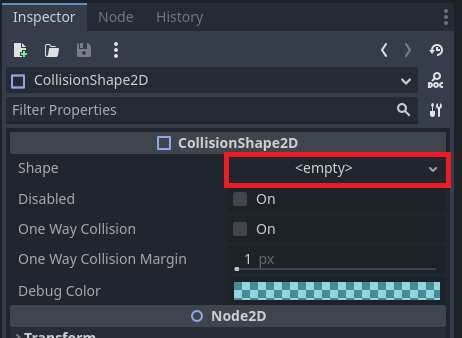 Inspector Node History
CollisionShape2D
DOC
Filter Properties
CollisionShape2D
Shape <empty>
Disabled On
One Way Collision On
One Way Collision Margin 1 px
Debug Color
Node2D
Transform